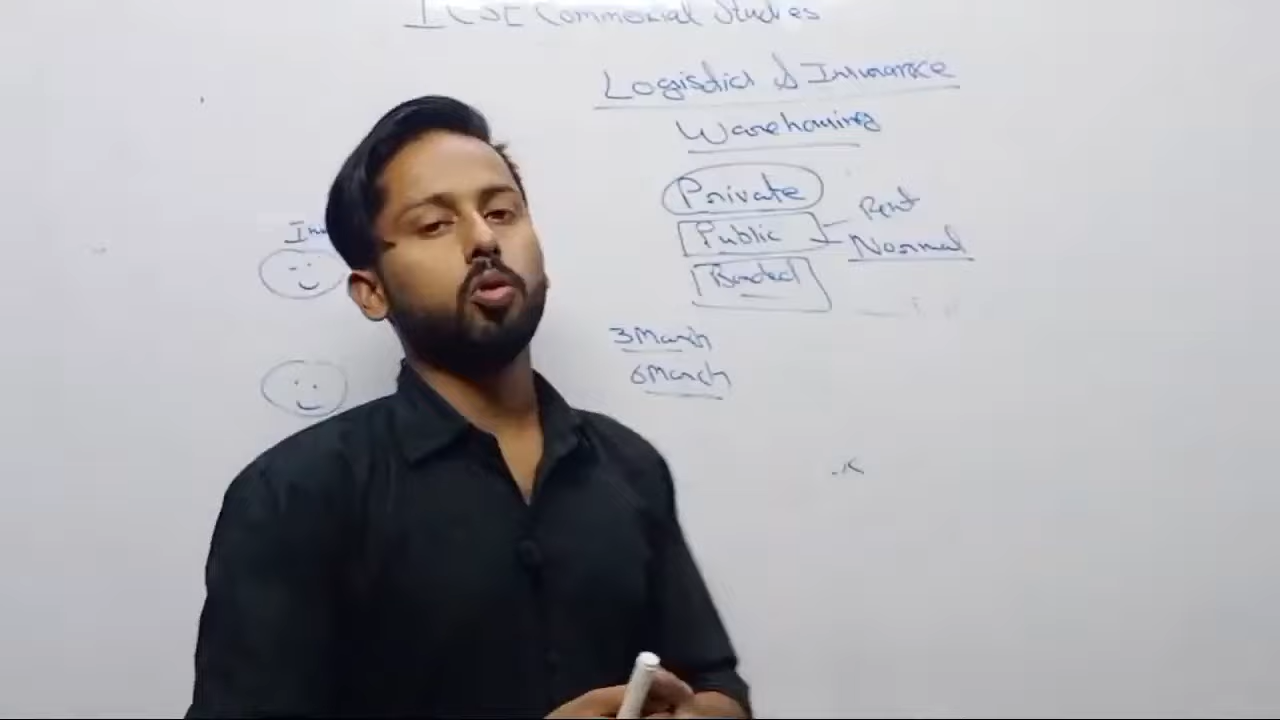 ICSE Commercial Studies
Logistics & Insurance
Warehousing
Private
Rent
Public
Normal
Bonded
3 March
6 March